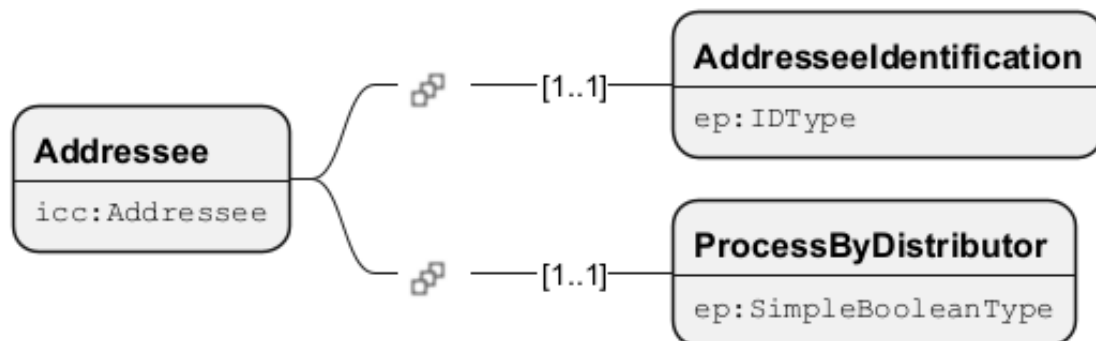 AddresseeIdentification
[1..1]
ep:IDType
Addressee
icc:Addressee
ProcessByDistributor
[1..1]
ep:SimpleBooleanType